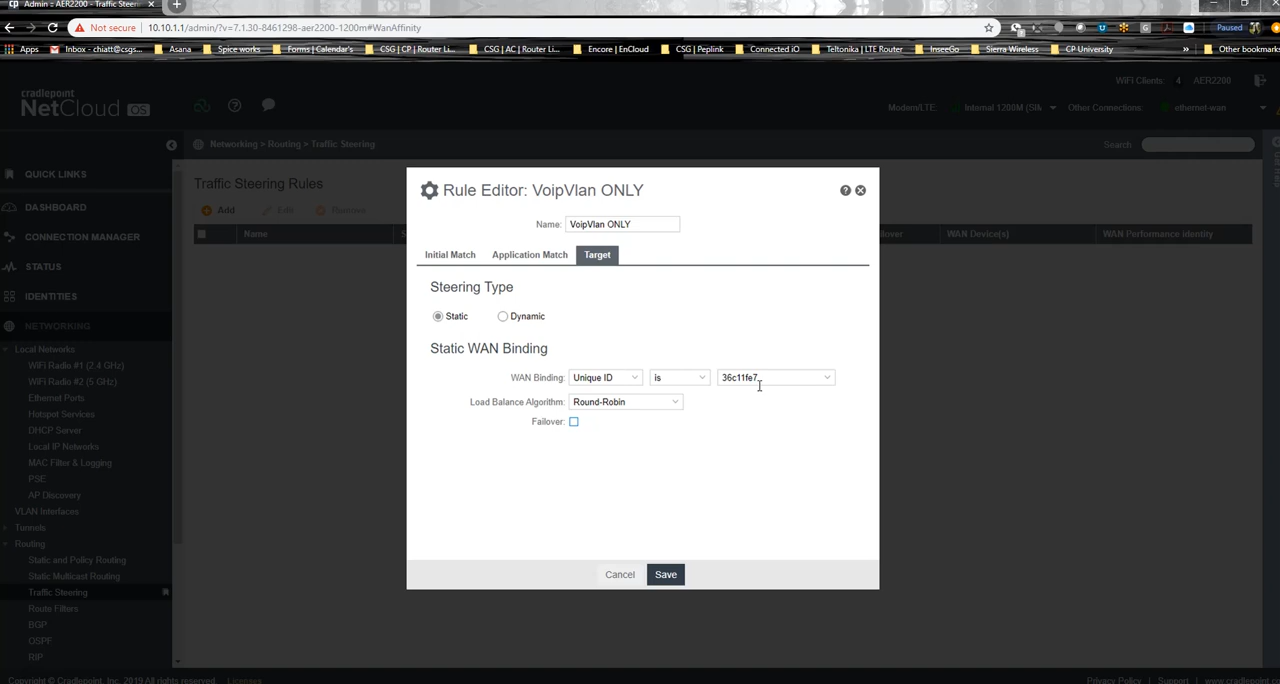 Admin :: AER2200 - Traffic Steer
Not secure 10.10.1.1/admin/?v=7.1.30-8461298-aer2200-1200m#WanAffinity Paused
Apps Inbox - chiatt@csgs... Asana Spice works Forms | Calendar's CSG | CP | Router Li... CSG | AC | Router Li... Encore | EnCloud CSG | Peplink Connected iO Teltonika | LTE Router InseeGo Sierra Wireless CP University » Other bookmarks
WiFi Clients: 4 AER2200
cradlepoint
NetCloud OS
Modem/LTE: Internal 1200M (SIM Other Connections: ethernet-wan
Networking > Routing > Traffic Steering Search
QUICK LINKS
DASHBOARD
CONNECTION MANAGER
STATUS
IDENTITIES
NETWORKING
Local Networks
WiFi Radio #1 (2.4 GHz)
WiFi Radio #2 (5 GHz)
Ethernet Ports
Hotspot Services
DHCP Server
Local IP Networks
MAC Filter & Logging
PSE
AP Discovery
VLAN Interfaces
Tunnels
Routing
Static and Policy Routing
Static Multicast Routing
Traffic Steering
Route Filters
BGP
OSPF
RIP
Traffic Steering Rules
Add Edit Remove
Name S ilover WAN Device(s) WAN Performance identity
Rule Editor: VoipVlan ONLY
Name: VoipVlan ONLY
Initial Match Application Match Target
Steering Type
Static Dynamic
Static WAN Binding
WAN Binding: Unique ID is 36c11fe7
Load Balance Algorithm: Round-Robin
Failover:
Cancel Save
Copyright © Cradlepoint, Inc. 2019 All rights reserved Licenses Privacy Policy | Support | www.cradlepoint.c